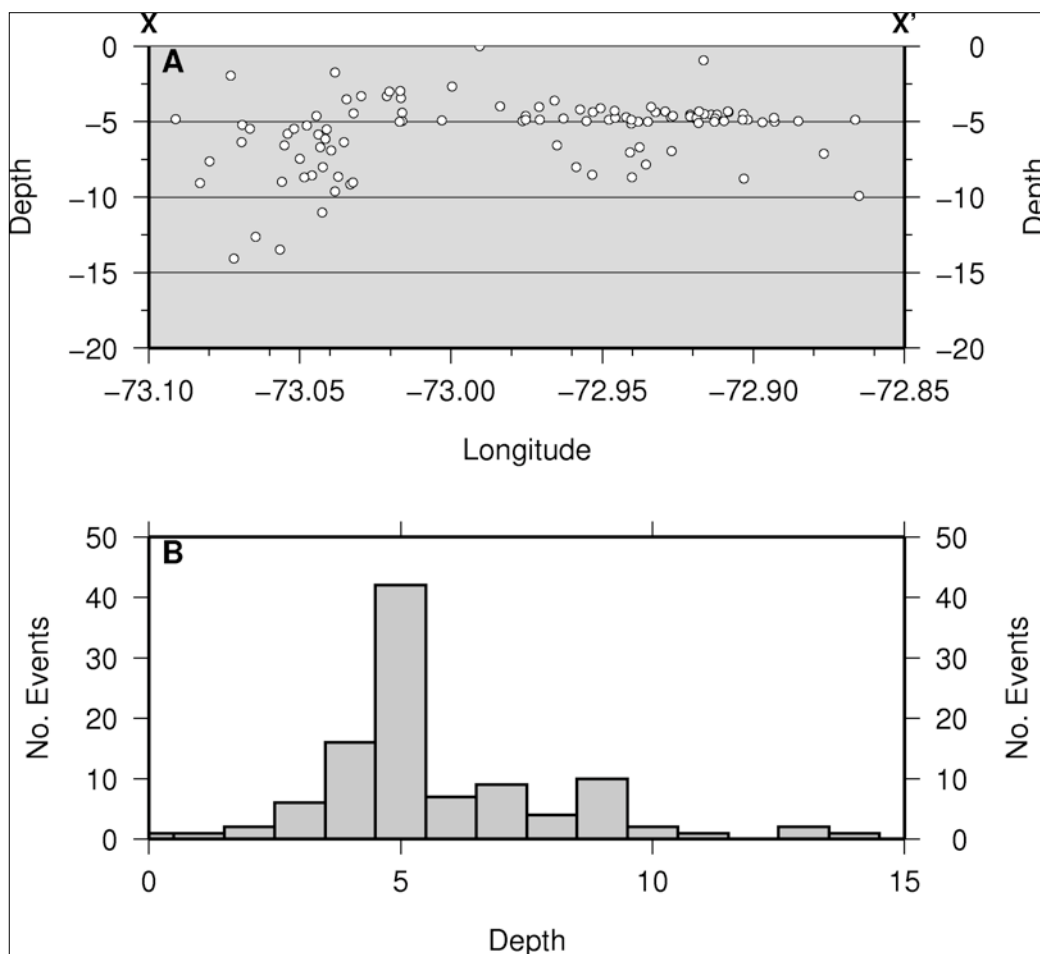 X X'
A
0 0
−5 −5
−10 −10
−15 −15
−20 −20
Depth
Depth
−73.10 −73.05 −73.00 −72.95 −72.90 −72.85
Longitude
B
50 50
40 40
30 30
20 20
10 10
0 0
No. Events
No. Events
0 5 10 15
Depth